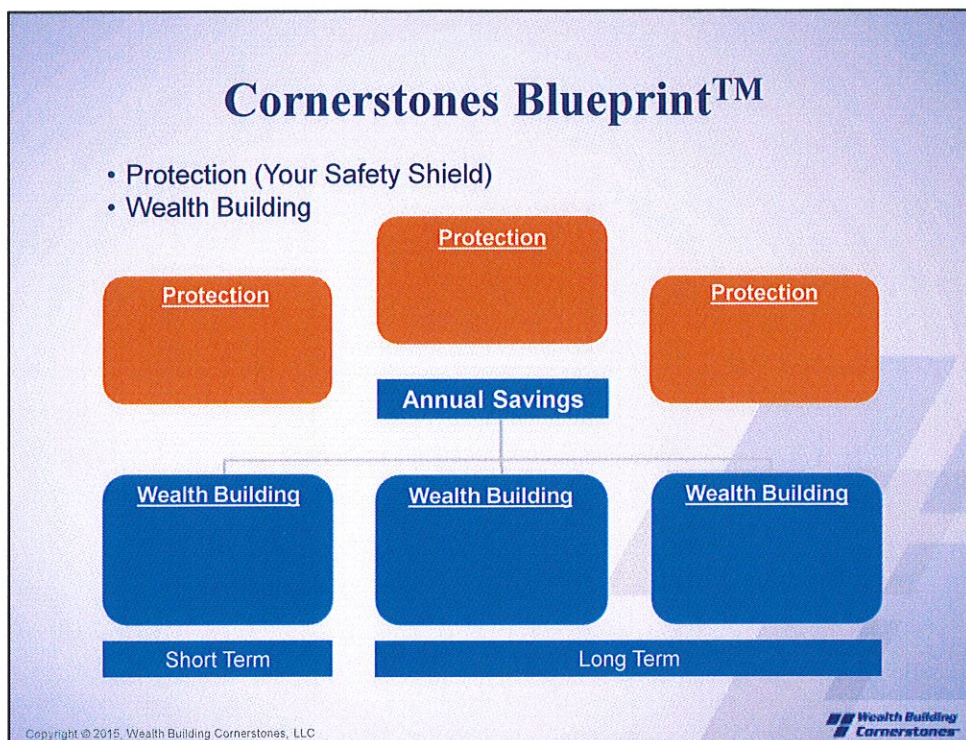 Cornerstones Blueprint™
• Protection (Your Safety Shield)
• Wealth Building
Protection
Protection
Protection
Annual Savings
Wealth Building
Wealth Building
Wealth Building
Short Term
Long Term
Copyright © 2015, Wealth Building Cornerstones, LLC
Wealth Building
Cornerstones